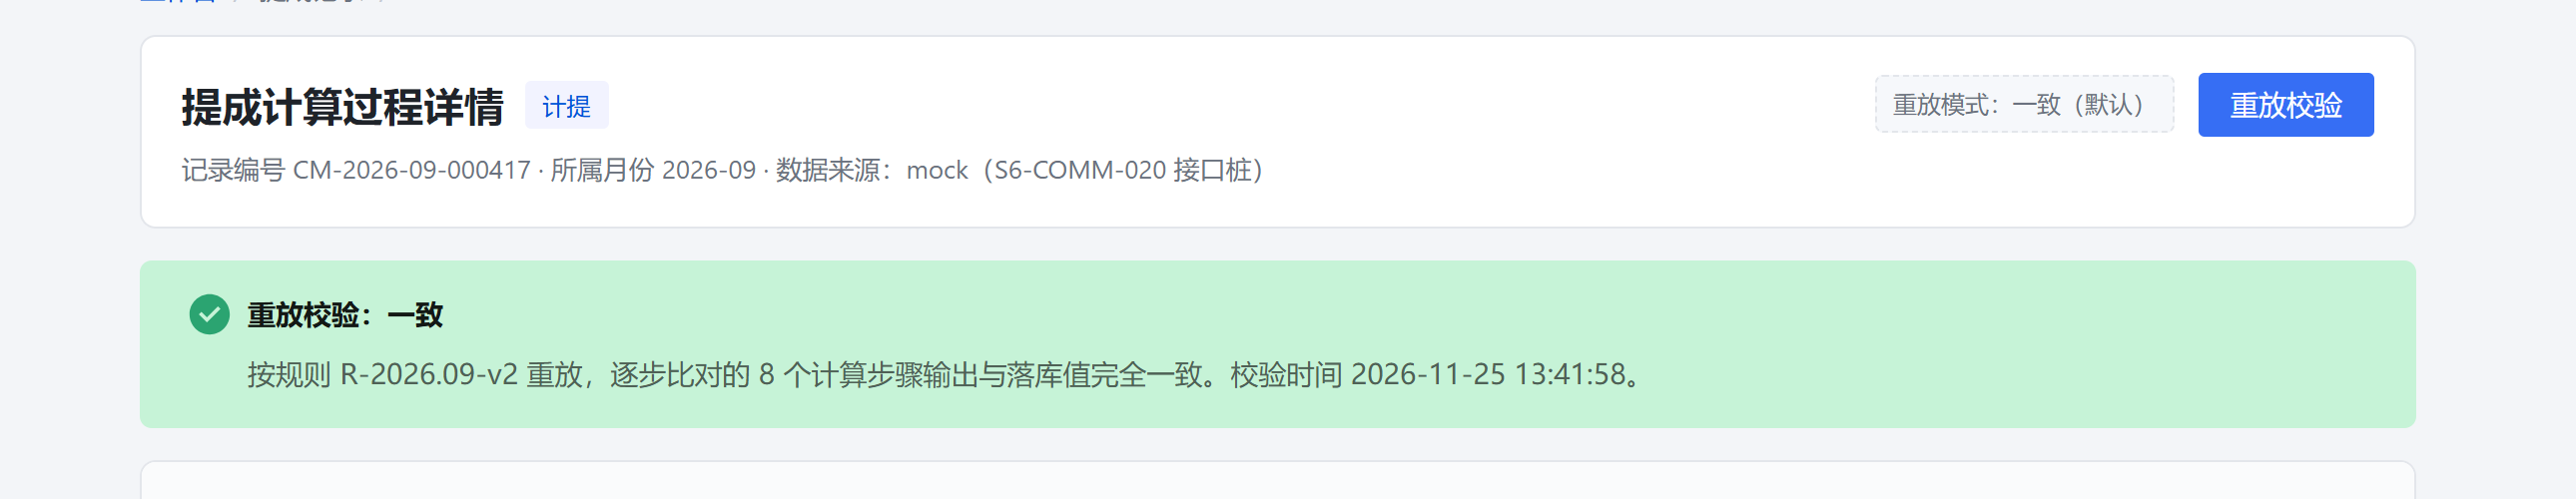 提成计算过程详情
计提
重放模式：一致（默认）
重放校验
记录编号 CM-2026-09-000417 · 所属月份 2026-09 · 数据来源：mock（S6-COMM-020 接口桩）
重放校验：一致
按规则 R-2026.09-v2 重放，逐步比对的 8 个计算步骤输出与落库值完全一致。校验时间 2026-11-25 13:41:58。